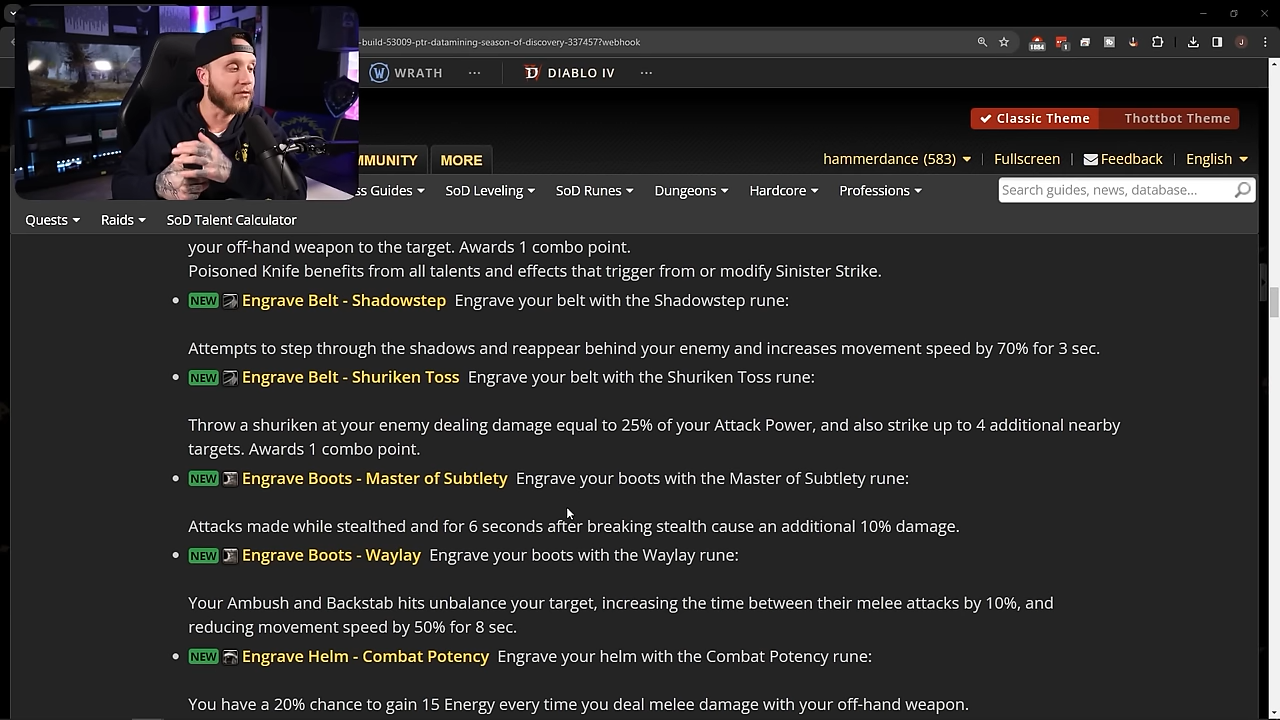 -build-53009-ptr-datamining-season-of-discovery-337457?webhook
1884
J
WRATH ... DIABLO IV ...
Classic Theme Thottbot Theme
MMUNITY MORE
hammerdance (583) Fullscreen Feedback English
ss Guides SoD Leveling SoD Runes Dungeons Hardcore Professions
Search guides, news, database...
Quests Raids SoD Talent Calculator
your off-hand weapon to the target. Awards 1 combo point.
Poisoned Knife benefits from all talents and effects that trigger from or modify Sinister Strike.
NEW Engrave Belt - Shadowstep Engrave your belt with the Shadowstep rune:
Attempts to step through the shadows and reappear behind your enemy and increases movement speed by 70% for 3 sec.
NEW Engrave Belt - Shuriken Toss Engrave your belt with the Shuriken Toss rune:
Throw a shuriken at your enemy dealing damage equal to 25% of your Attack Power, and also strike up to 4 additional nearby
targets. Awards 1 combo point.
NEW Engrave Boots - Master of Subtlety Engrave your boots with the Master of Subtlety rune:
Attacks made while stealthed and for 6 seconds after breaking stealth cause an additional 10% damage.
NEW Engrave Boots - Waylay Engrave your boots with the Waylay rune:
Your Ambush and Backstab hits unbalance your target, increasing the time between their melee attacks by 10%, and
reducing movement speed by 50% for 8 sec.
NEW Engrave Helm - Combat Potency Engrave your helm with the Combat Potency rune:
You have a 20% chance to gain 15 Energy every time you deal melee damage with your off-hand weapon.